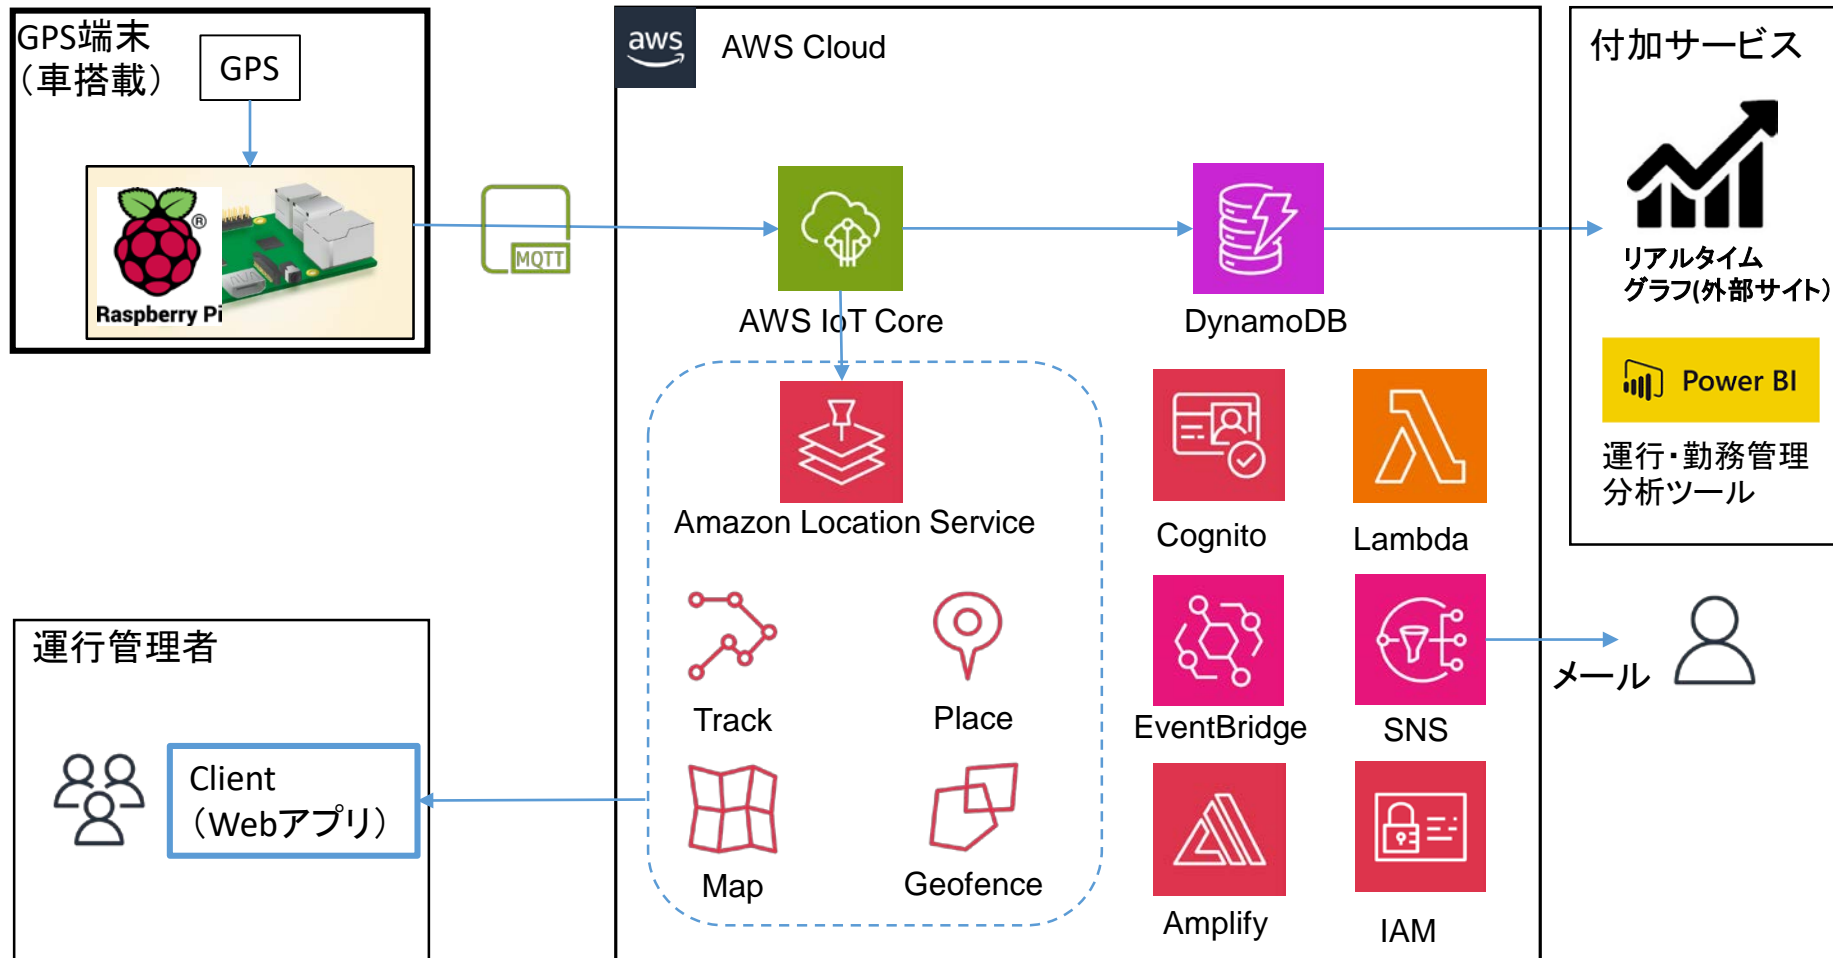 GPS端末
（車搭載）
GPS
Raspberry Pi
®
MQTT
aws
AWS Cloud
AWS IoT Core
DynamoDB
Amazon Location Service
Track
Place
Map
Geofence
Cognito
Lambda
EventBridge
SNS
Amplify
IAM
付加サービス
リアルタイム
グラフ(外部サイト)
Power BI
運行・勤務管理
分析ツール
メール
運行管理者
Client
（Webアプリ）